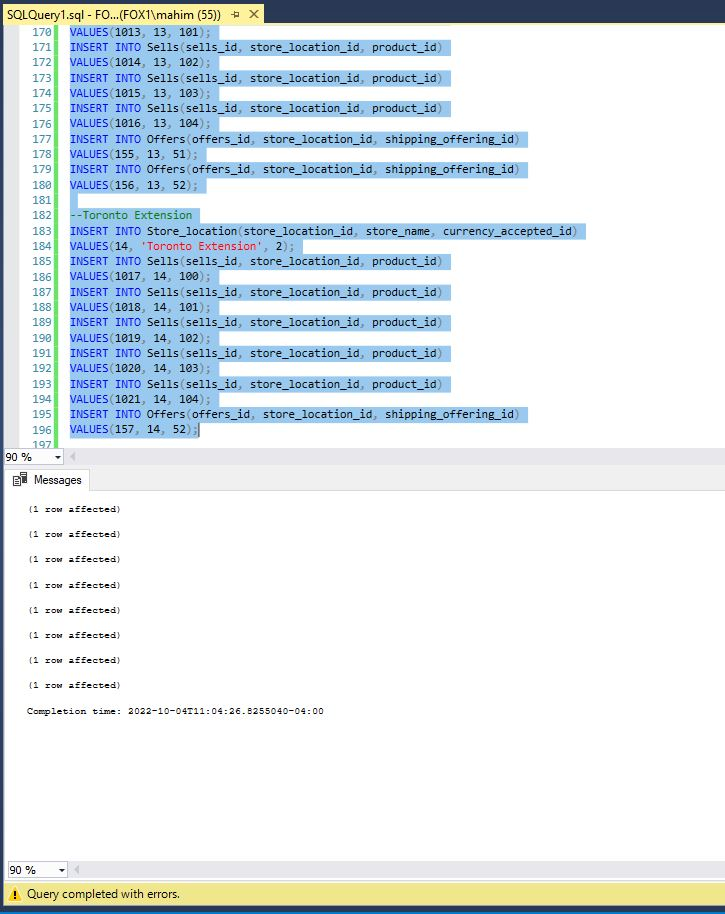 SQLQuery1.sql - FO...(FOX1\mahim (55))
170 VALUES(1013, 13, 101);
171 INSERT INTO Sells(sells_id, store_location_id, product_id)
172 VALUES(1014, 13, 102);
173 INSERT INTO Sells(sells_id, store_location_id, product_id)
174 VALUES(1015, 13, 103);
175 INSERT INTO Sells(sells_id, store_location_id, product_id)
176 VALUES(1016, 13, 104);
177 INSERT INTO Offers(offers_id, store_location_id, shipping_offering_id)
178 VALUES(155, 13, 51);
179 INSERT INTO Offers(offers_id, store_location_id, shipping_offering_id)
180 VALUES(156, 13, 52);
181
182 --Toronto Extension
183 INSERT INTO Store_location(store_location_id, store_name, currency_accepted_id)
184 VALUES(14, 'Toronto Extension', 2);
185 INSERT INTO Sells(sells_id, store_location_id, product_id)
186 VALUES(1017, 14, 100);
187 INSERT INTO Sells(sells_id, store_location_id, product_id)
188 VALUES(1018, 14, 101);
189 INSERT INTO Sells(sells_id, store_location_id, product_id)
190 VALUES(1019, 14, 102);
191 INSERT INTO Sells(sells_id, store_location_id, product_id)
192 VALUES(1020, 14, 103);
193 INSERT INTO Sells(sells_id, store_location_id, product_id)
194 VALUES(1021, 14, 104);
195 INSERT INTO Offers(offers_id, store_location_id, shipping_offering_id)
196 VALUES(157, 14, 52);
197
90 %
Messages
(1 row affected)
(1 row affected)
(1 row affected)
(1 row affected)
(1 row affected)
(1 row affected)
(1 row affected)
(1 row affected)
Completion time: 2022-10-04T11:04:26.8255040-04:00
90 %
Query completed with errors.